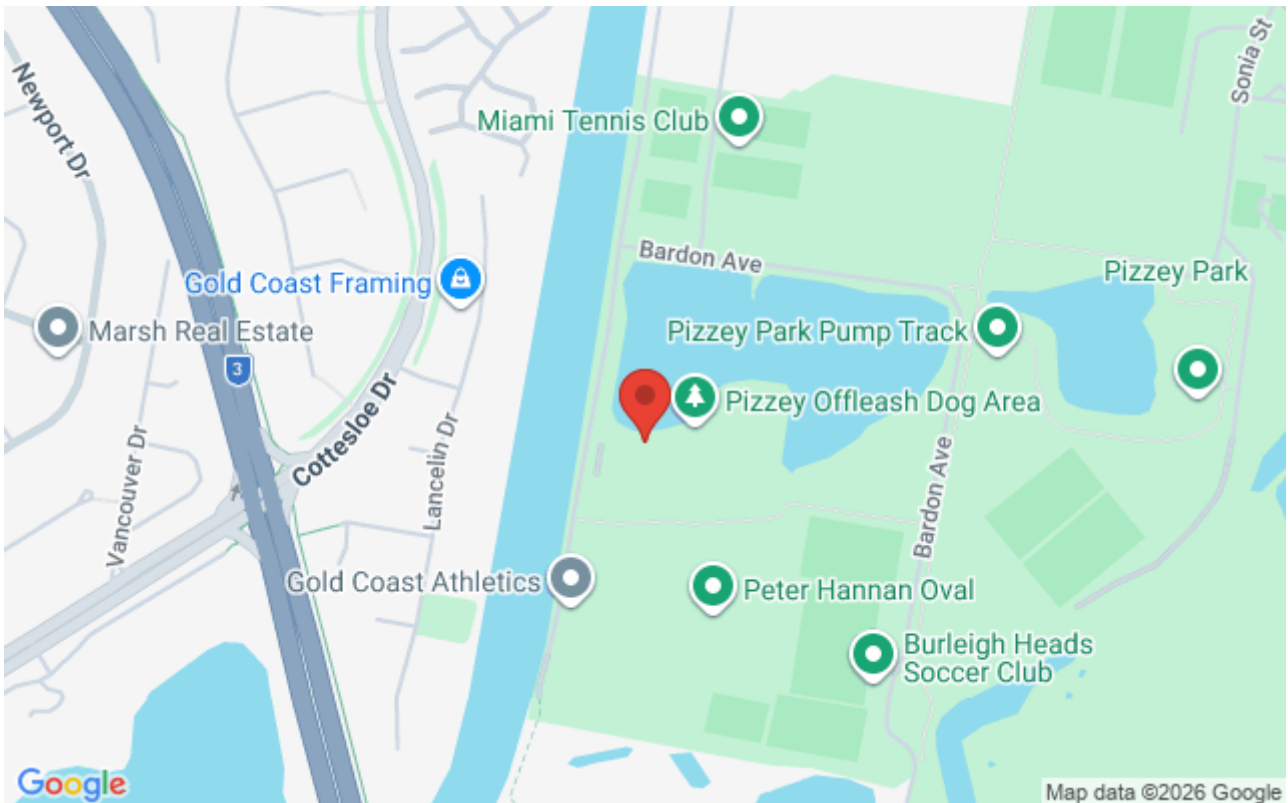 Newport Dr
Sonia St
Miami Tennis Club
Bardon Ave
Pizzey Park
Gold Coast Framing
Marsh Real Estate
Pizzey Park Pump Track
3
Cottesloe Dr
Pizzey Offleash Dog Area
Vancouver Dr
Lancelin Dr
Bardon Ave
Gold Coast Athletics
Peter Hannan Oval
Burleigh Heads
Soccer Club
Google
Map data ©2026 Google